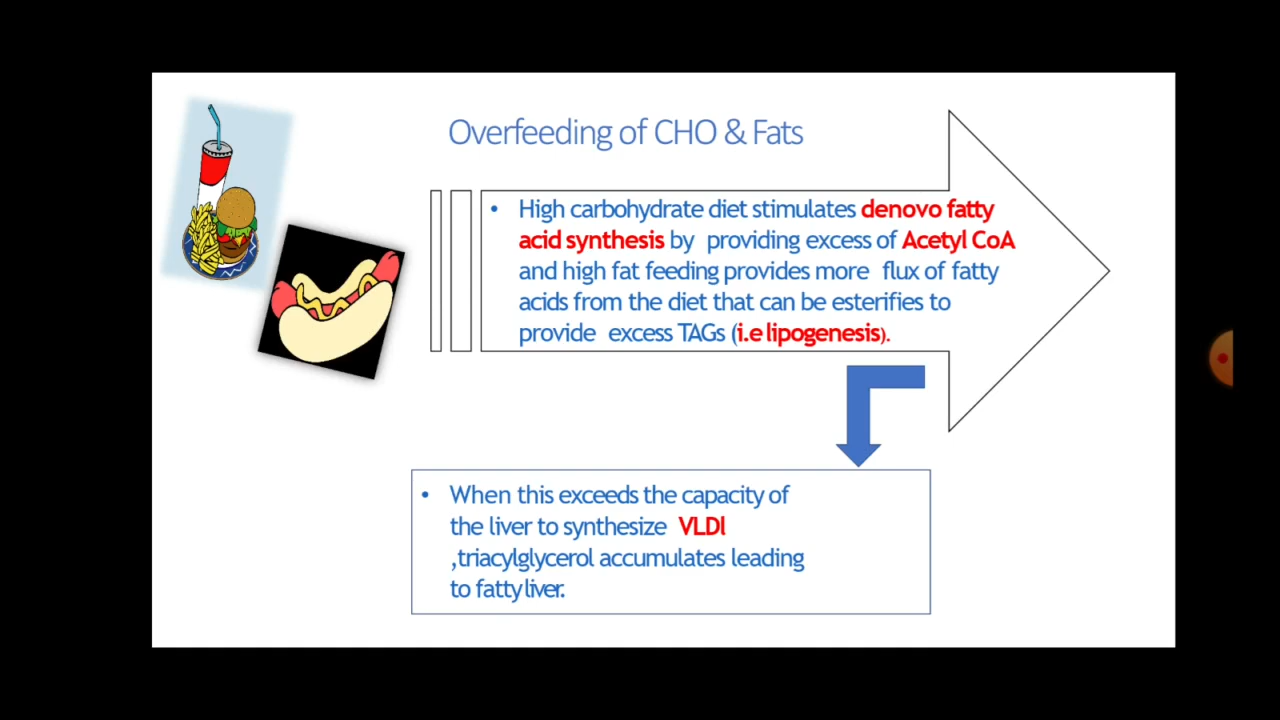 Overfeeding of CHO & Fats
• High carbohydrate diet stimulates denovo fatty
acid synthesis by providing excess of Acetyl CoA
and high fat feeding provides more flux of fatty
acids from the diet that can be esterifies to
provide excess TAGs (i.e lipogenesis).
• When this exceeds the capacity of
the liver to synthesize VLDl
,triacylglycerol accumulates leading
to fatty liver.